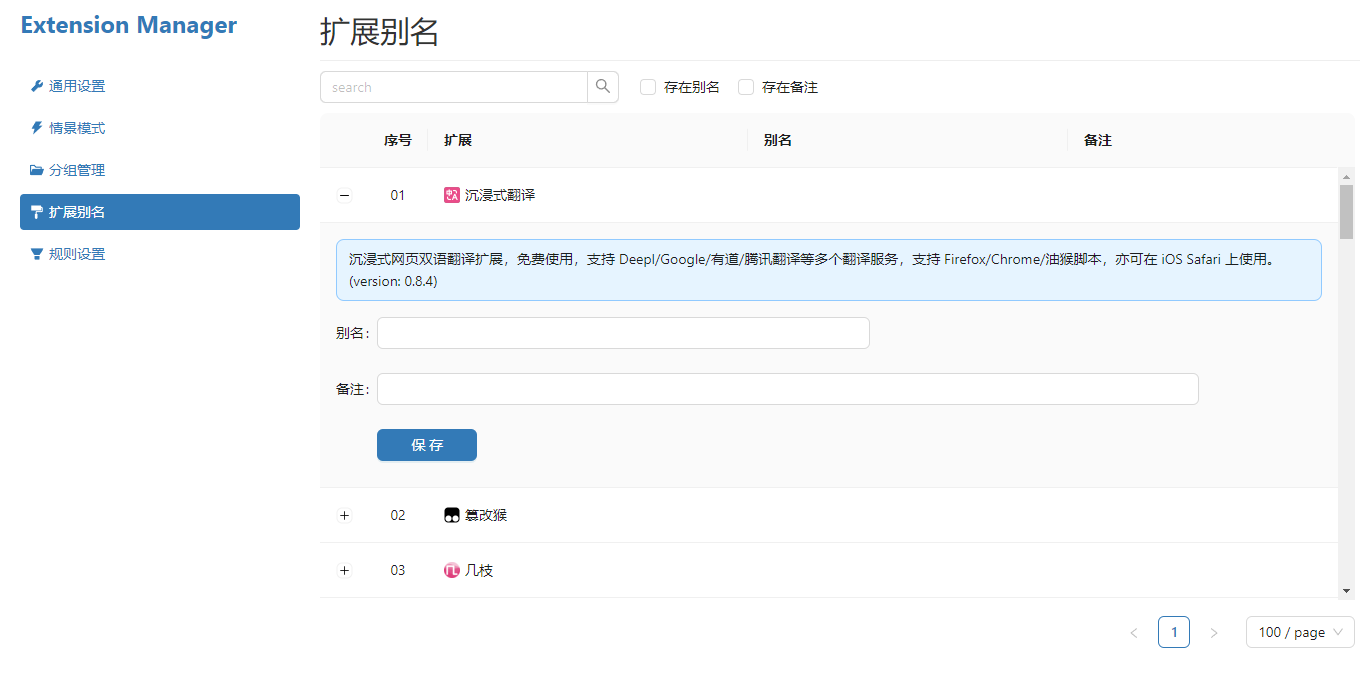 Extension Manager
通用设置
情景模式
分组管理
扩展别名
规则设置
扩展别名
search
存在别名
存在备注
序号 扩展 别名 备注
01 沉浸式翻译
沉浸式网页双语翻译扩展，免费使用，支持 Deepl/Google/有道/腾讯翻译等多个翻译服务，支持 Firefox/Chrome/油猴脚本，亦可在 iOS Safari 上使用。
(version: 0.8.4)
别名：
备注：
保 存
02 篡改猴
03 几枝
1
100 / page